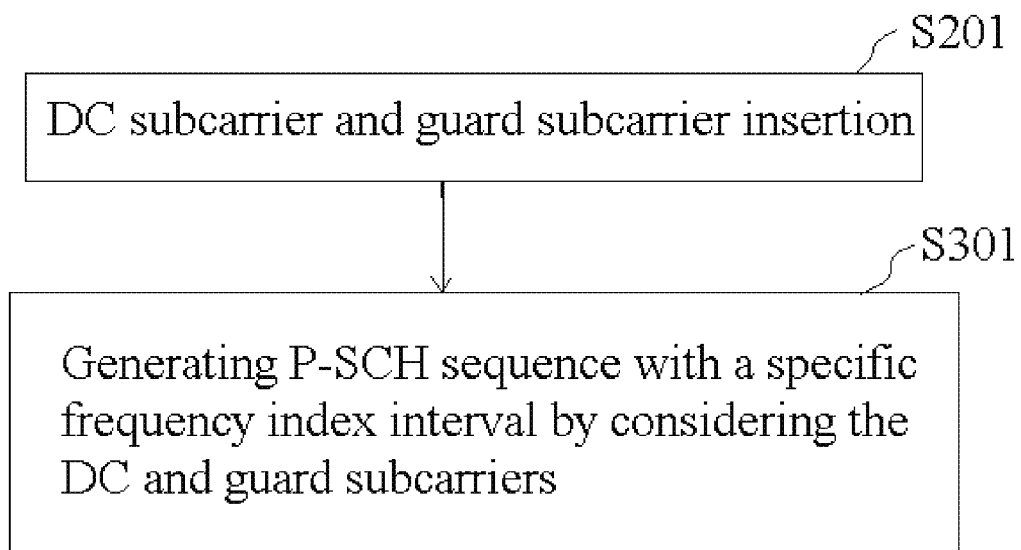 S201
DC subcarrier and guard subcarrier insertion
S301
Generating P-SCH sequence with a specific
frequency index interval by considering the
DC and guard subcarriers